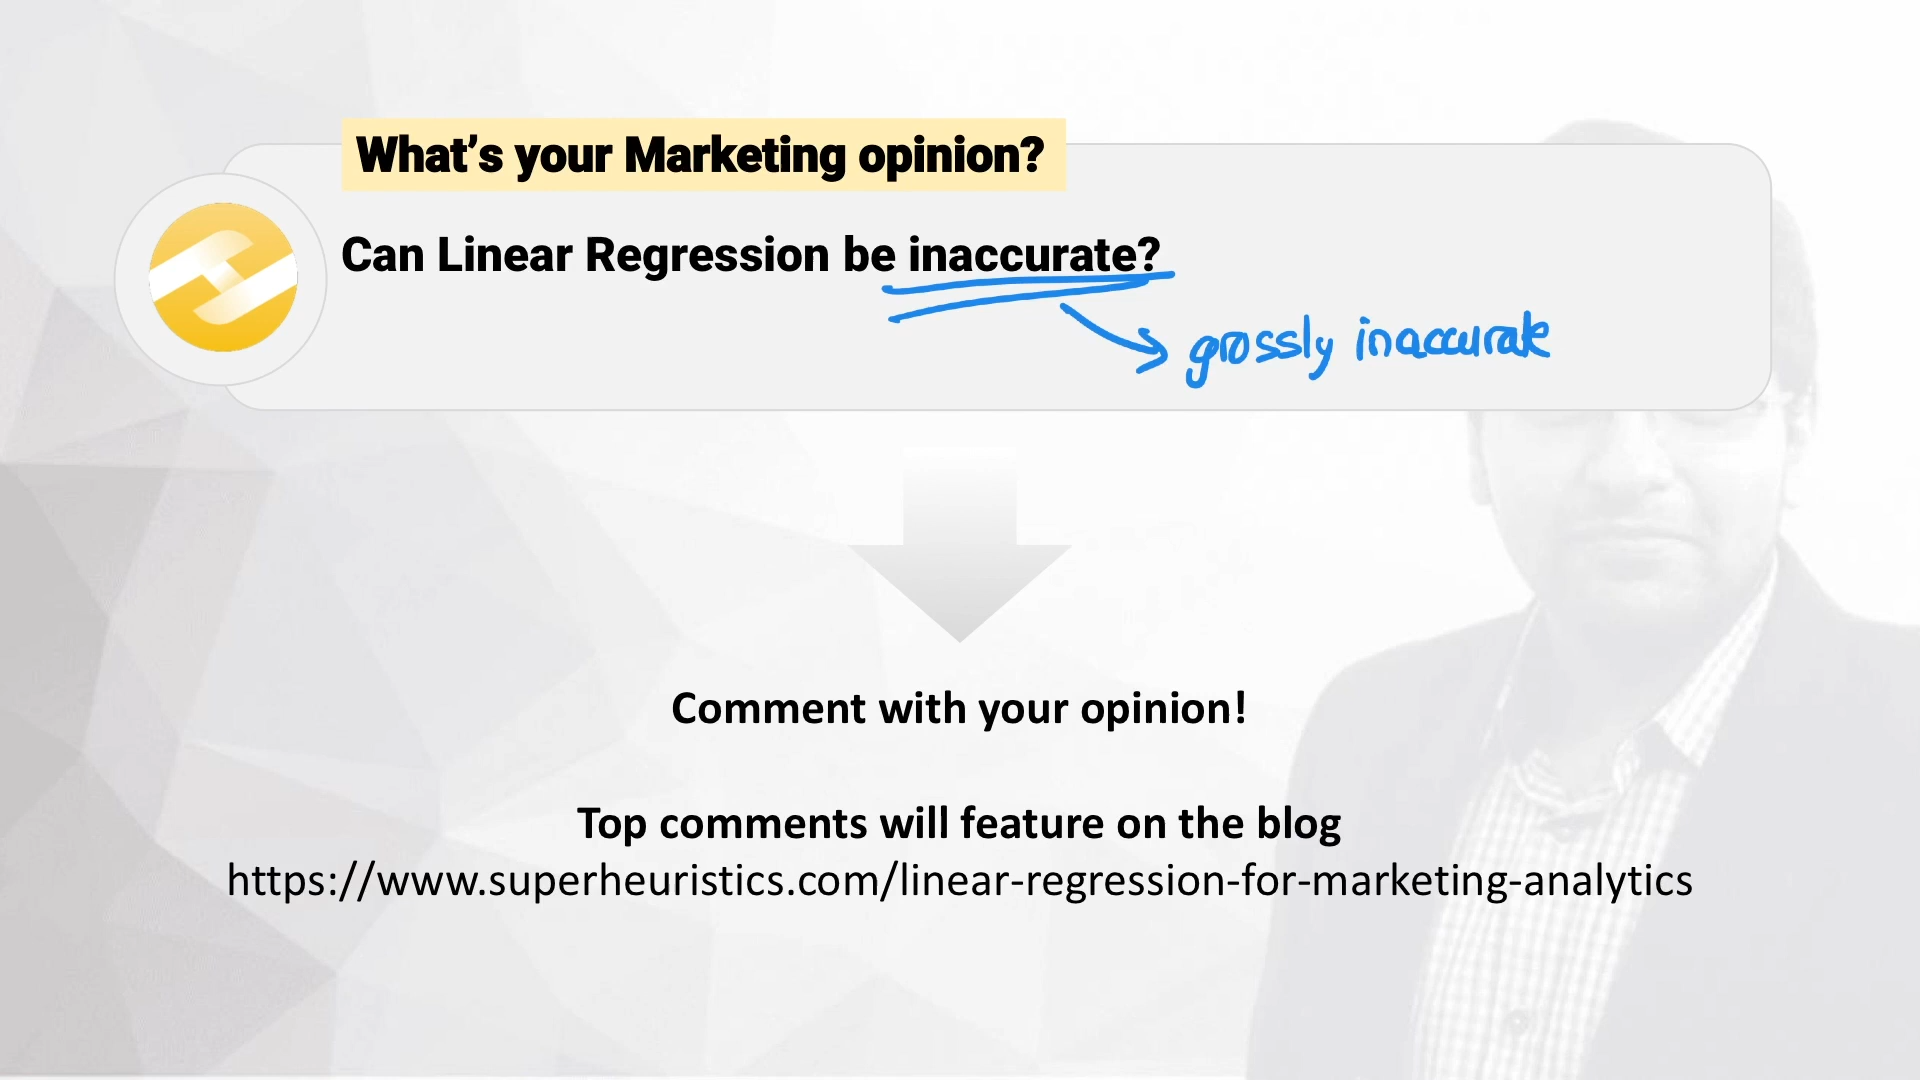 What’s your Marketing opinion?
Can Linear Regression be inaccurate?
grossly inaccurate
Comment with your opinion!
Top comments will feature on the blog
https://www.superheuristics.com/linear-regression-for-marketing-analytics